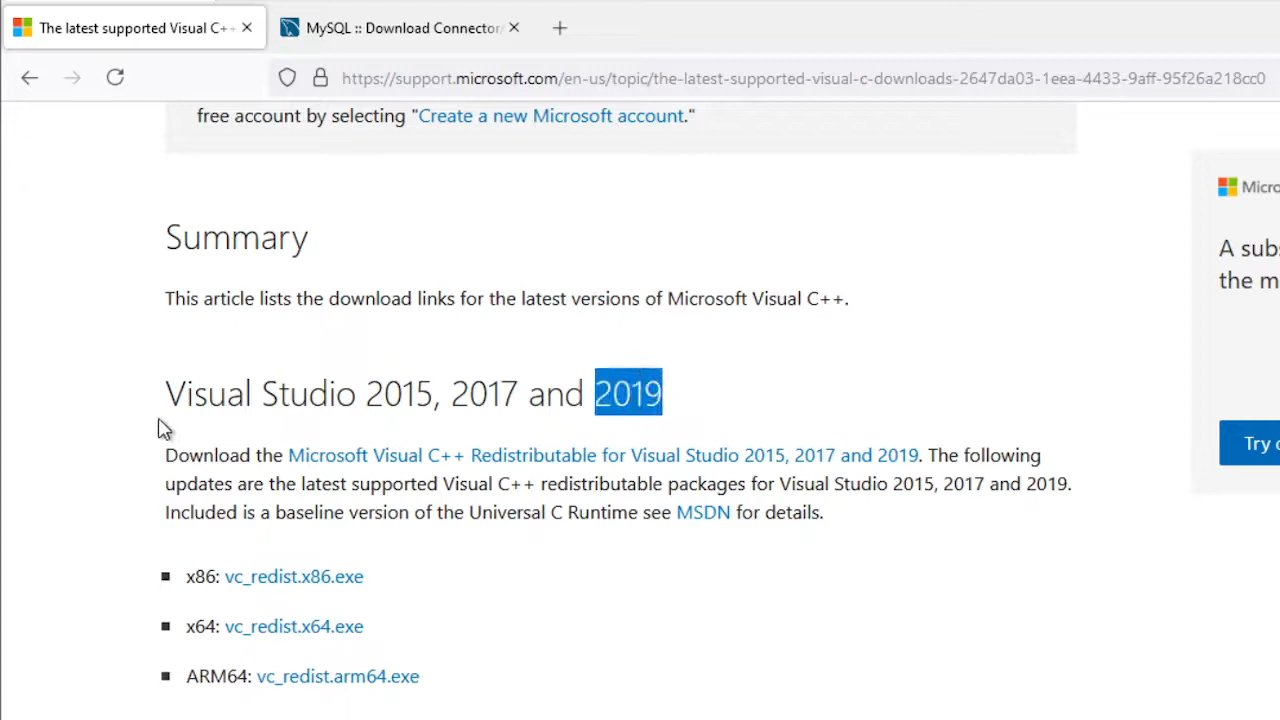 The latest supported Visual C++
MySQL :: Download Connector
https://support.microsoft.com/en-us/topic/the-latest-supported-visual-c-downloads-2647da03-1eea-4433-9aff-95f26a218cc0
free account by selecting "Create a new Microsoft account."
Micro
Summary
A subs
the m
This article lists the download links for the latest versions of Microsoft Visual C++.
Visual Studio 2015, 2017 and 2019
Try
Download the Microsoft Visual C++ Redistributable for Visual Studio 2015, 2017 and 2019. The following
updates are the latest supported Visual C++ redistributable packages for Visual Studio 2015, 2017 and 2019.
Included is a baseline version of the Universal C Runtime see MSDN for details.
x86: vc_redist.x86.exe
x64: vc_redist.x64.exe
ARM64: vc_redist.arm64.exe